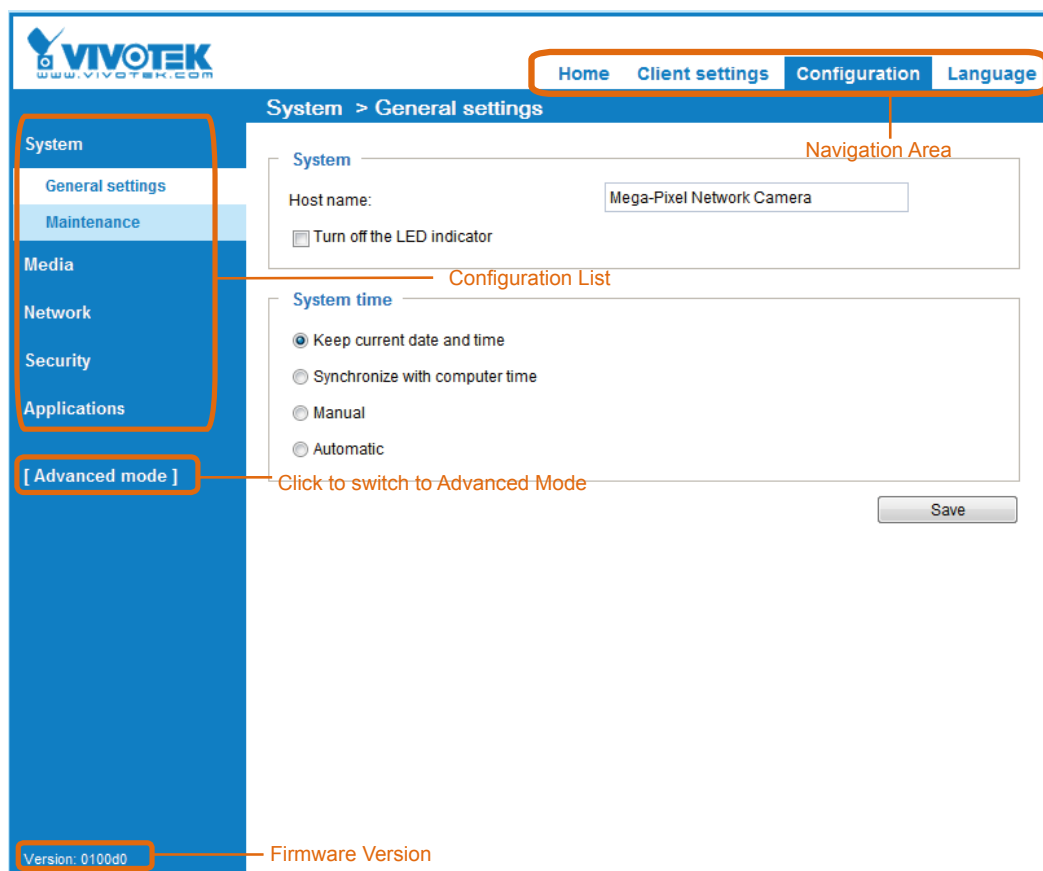 VIVOTEK
www.vivotek.com
Home Client settings Configuration Language
System > General settings
Navigation Area
System
General settings
Maintenance
Media
Network
Security
Applications
[ Advanced mode ]
Version: 0100d0
System
Host name: Mega-Pixel Network Camera
Turn off the LED indicator
Configuration List
System time
Keep current date and time
Synchronize with computer time
Manual
Automatic
Click to switch to Advanced Mode
Save
Firmware Version